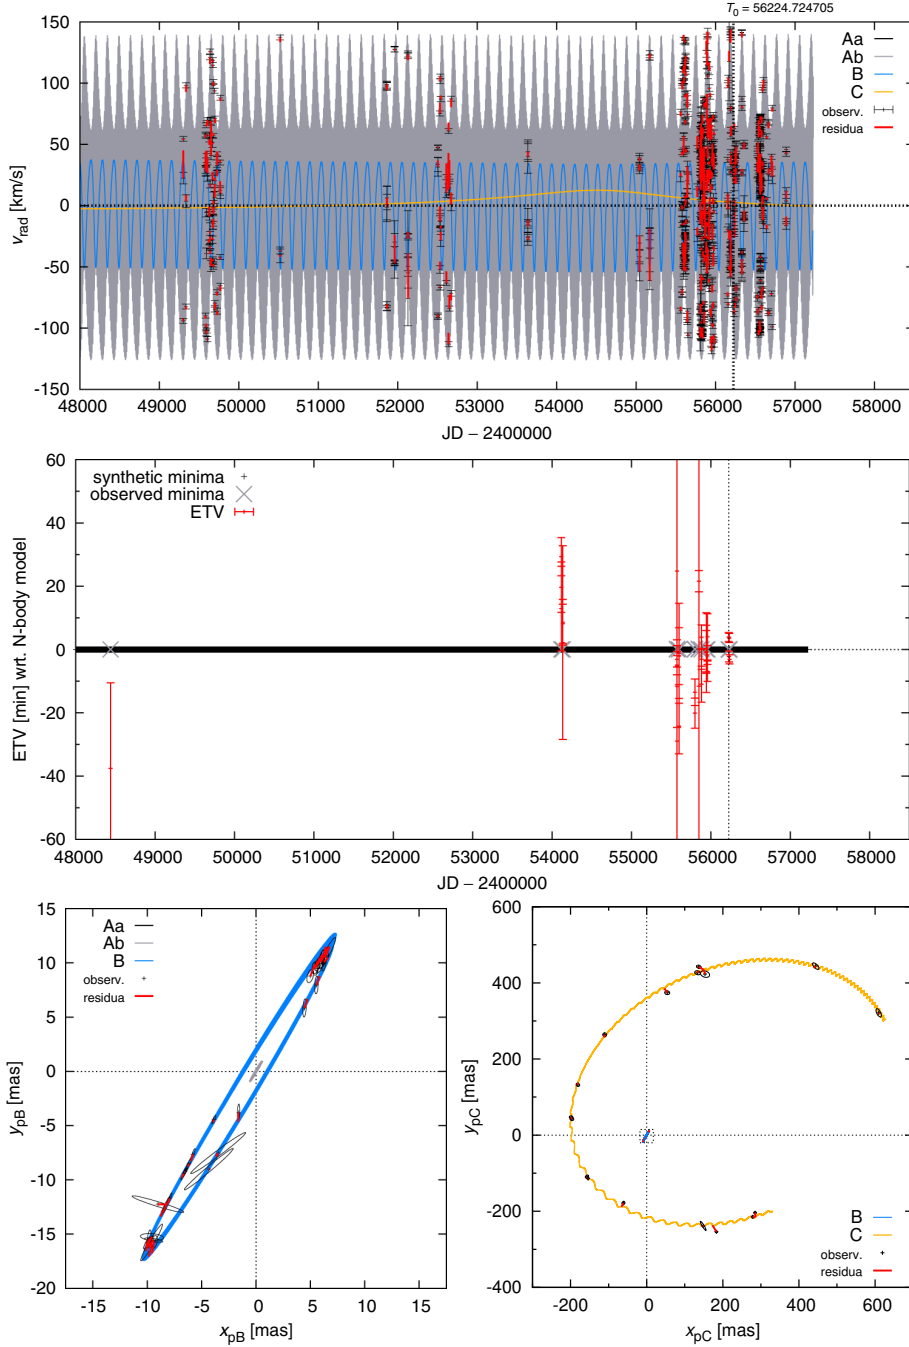 T0 = 56224.724705
150
100
50
0
-50
-100
-150
vrad [km/s]
Aa
Ab
B
C
observ.
residua
48000 49000 50000 51000 52000 53000 54000 55000 56000 57000 58000
JD – 2400000
60
40
20
0
-20
-40
-60
ETV [min] wrt. N-body model
synthetic minima
observed minima
ETV
48000 49000 50000 51000 52000 53000 54000 55000 56000 57000 58000
JD – 2400000
15
10
5
0
-5
-10
-15
-20
ypB [mas]
Aa
Ab
B
observ.
residua
-15 -10 -5 0 5 10 15
xpB [mas]
600
400
200
0
-200
-400
ypC [mas]
B
C
observ.
residua
-200 0 200 400 600
xpC [mas]